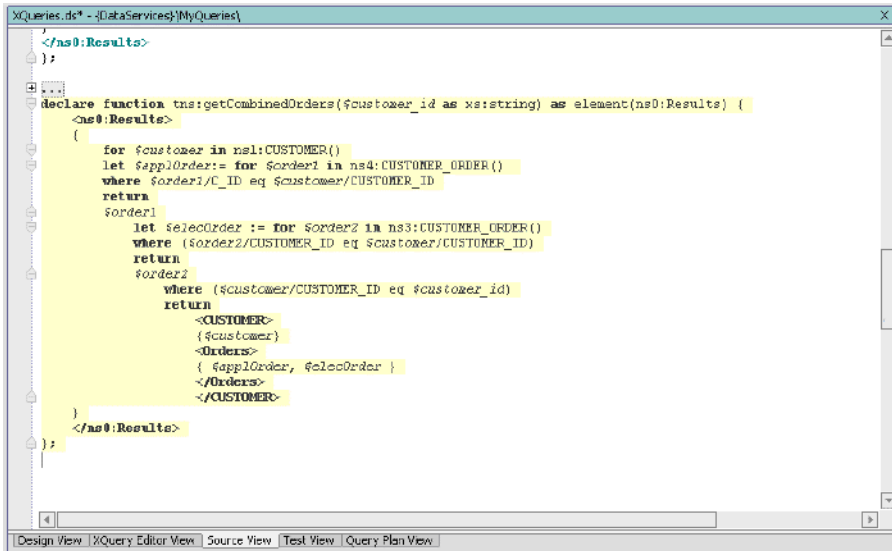 XQueries.ds* - {DataServices}\MyQueries\
}
</ns0:Results>
};
...
declare function tns:getCombinedOrders($customer_id as xs:string) as element(ns0:Results) {
<ns0:Results>
{
for $customer in ns1:CUSTOMER()
let $applOrder:= for $order1 in ns4:CUSTOMER_ORDER()
where $order1/C_ID eq $customer/CUSTOMER_ID
return
$order1
let $elecOrder := for $order2 in ns3:CUSTOMER_ORDER()
where ($order2/CUSTOMER_ID eq $customer/CUSTOMER_ID)
return
$order2
where ($customer/CUSTOMER_ID eq $customer_id)
return
<CUSTOMER>
{$customer}
<Orders>
{ $applOrder, $elecOrder }
</Orders>
</CUSTOMER>
}
</ns0:Results>
};
Design View XQuery Editor View Source View Test View Query Plan View